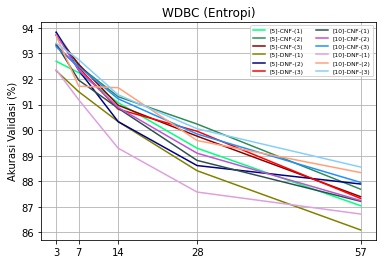 WDBC (Entropi)
Akurasi Validasi (%)
94
93
92
91
90
89
88
87
86
3 7 14 28 57
[5]-CNF-(1)
[5]-CNF-(2)
[5]-CNF-(3)
[5]-DNF-(1)
[5]-DNF-(2)
[5]-DNF-(3)
[10]-CNF-(1)
[10]-CNF-(2)
[10]-CNF-(3)
[10]-DNF-(1)
[10]-DNF-(2)
[10]-DNF-(3)